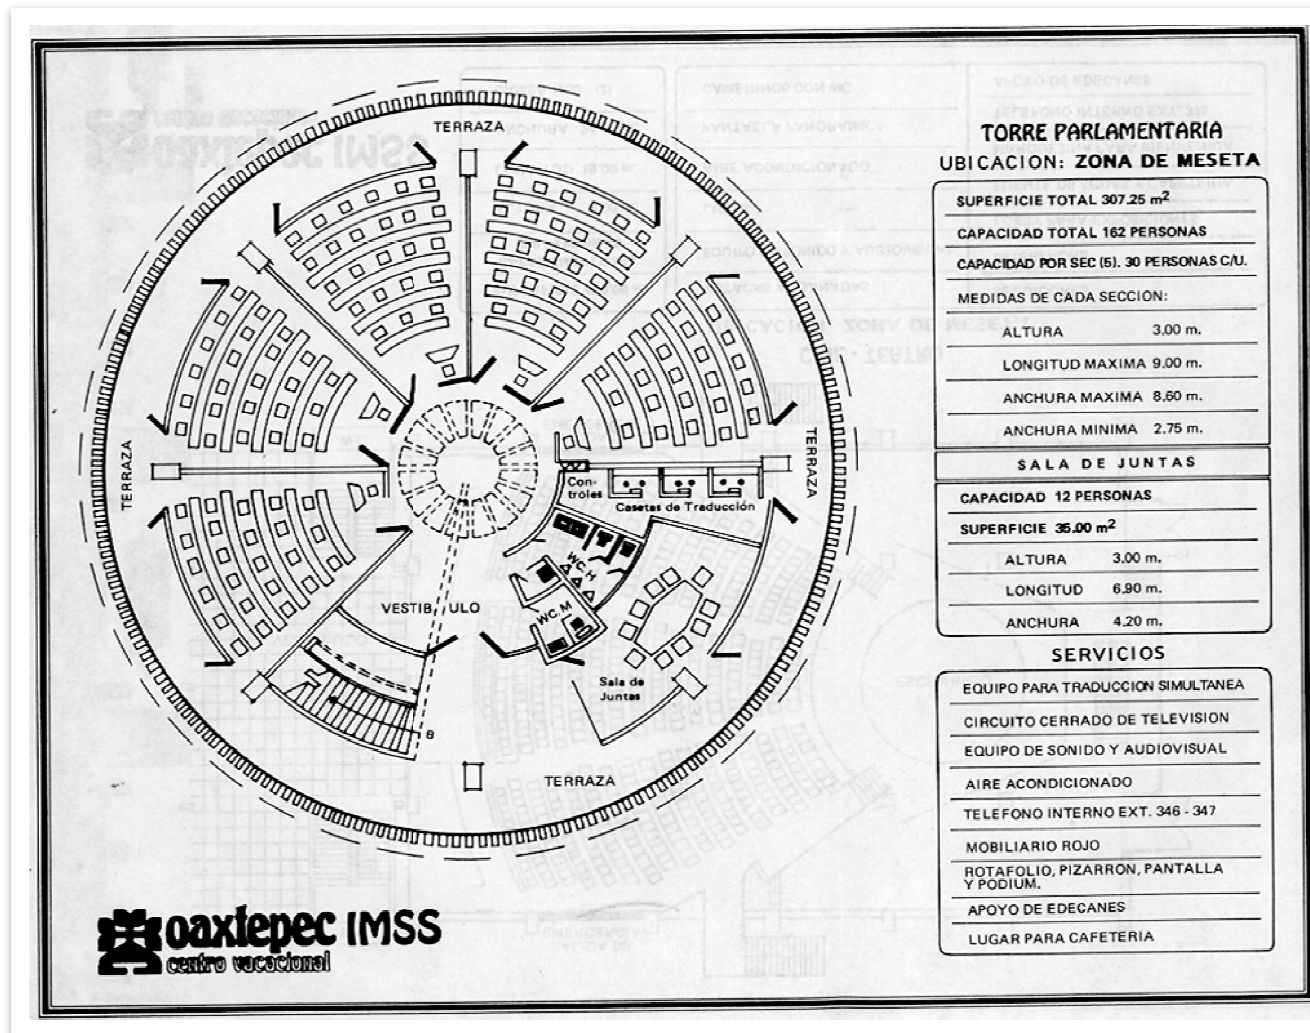 TERRAZA
TERRAZA
TERRAZA
Con-
troles
Casetas de Traducción
WC. H
WC. M
VESTIBULO
Sala de
Juntas
B
TERRAZA
oaxtepec IMSS
centro vacacional
TORRE PARLAMENTARIA
UBICACION: ZONA DE MESETA
SUPERFICIE TOTAL 307.25 m²
CAPACIDAD TOTAL 162 PERSONAS
CAPACIDAD POR SEC (5). 30 PERSONAS C/U.
MEDIDAS DE CADA SECCION:
ALTURA 3.00 m.
LONGITUD MAXIMA 9.00 m.
ANCHURA MAXIMA 8.60 m.
ANCHURA MINIMA 2.75 m.
SALA DE JUNTAS
CAPACIDAD 12 PERSONAS
SUPERFICIE 35.00 m²
ALTURA 3.00 m.
LONGITUD 6.90 m.
ANCHURA 4.20 m.
SERVICIOS
EQUIPO PARA TRADUCCION SIMULTANEA
CIRCUITO CERRADO DE TELEVISION
EQUIPO DE SONIDO Y AUDIOVISUAL
AIRE ACONDICIONADO
TELEFONO INTERNO EXT. 346 - 347
MOBILIARIO ROJO
ROTAFOLIO, PIZARRON, PANTALLA
Y PODIUM.
APOYO DE EDECANES
LUGAR PARA CAFETERIA